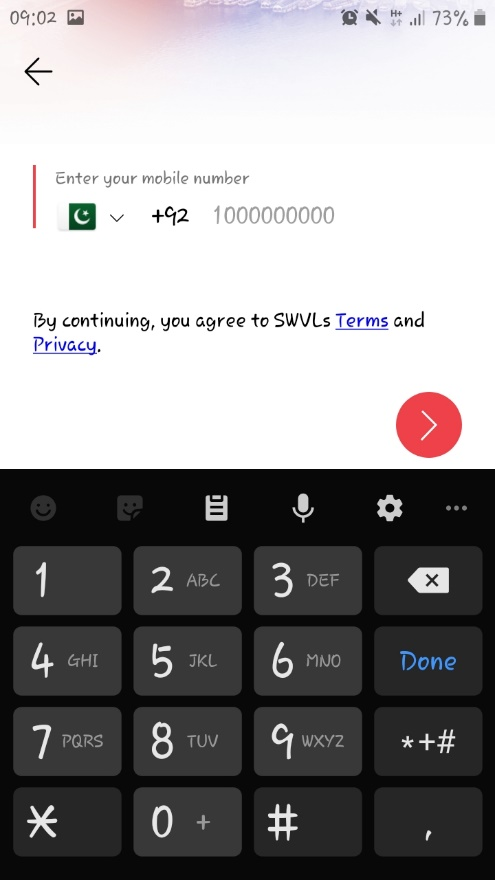 09:02 H+ 73%
Enter your mobile number
+92 1000000000
By continuing, you agree to SWVLs Terms and
Privacy.
1 2 ABC 3 DEF
4 GHI 5 JKL 6 MNO Done
7 PQRS 8 TUV 9 WXYZ *+#
* 0 + # ,